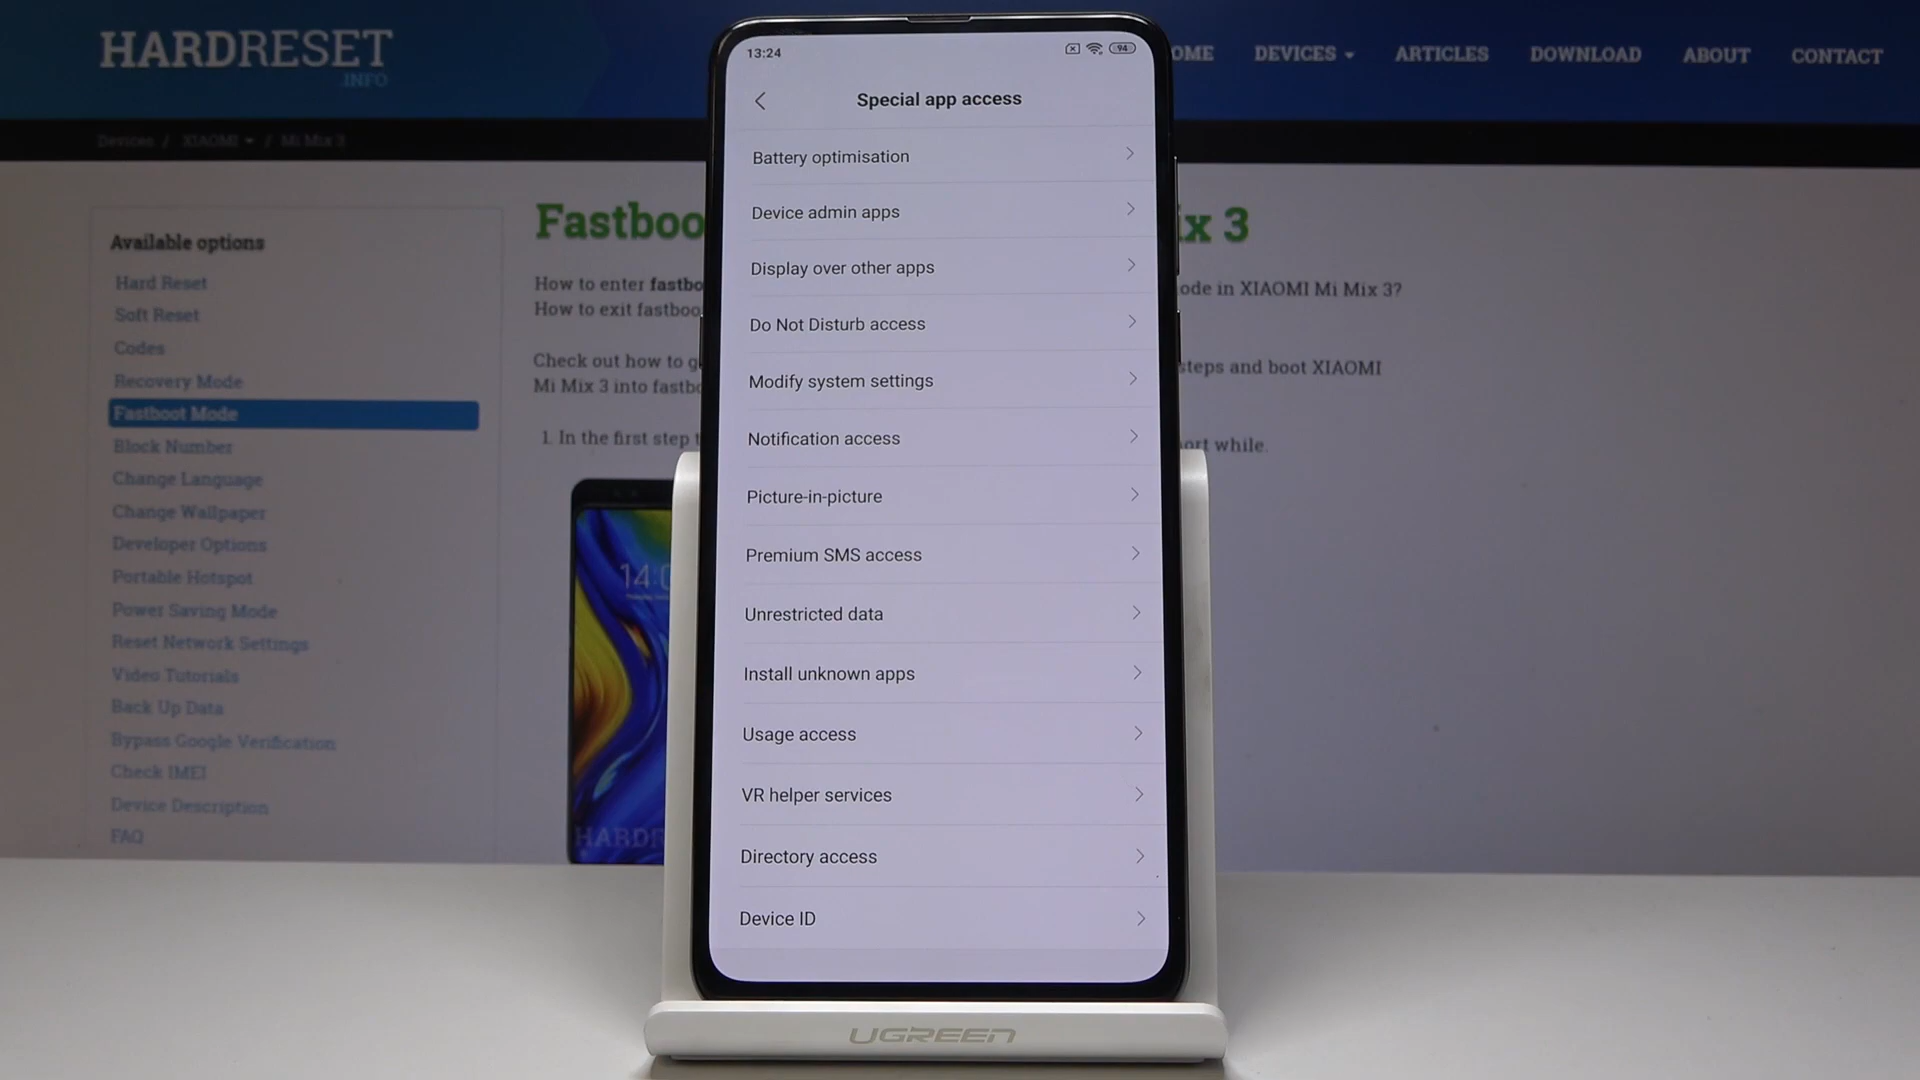 HARDRESET
.INFO
OME DEVICES ARTICLES DOWNLOAD ABOUT CONTACT
Devices / XIAOMI / Mi Mix 3
Available options
Hard Reset
Soft Reset
Codes
Recovery Mode
Fastboot Mode
Block Number
Change Language
Change Wallpaper
Developer Options
Portable Hotspot
Power Saving Mode
Reset Network Settings
Video Tutorials
Back Up Data
Bypass Google Verification
Check IMEI
Device Description
FAQ
Fastboo ix 3
How to enter fastbo ode in XIAOMI Mi Mix 3?
How to exit fastboo
Check out how to g steps and boot XIAOMI
Mi Mix 3 into fastbo
1. In the first step t ort while.
14:0
HARDR
13:24
94
Special app access
Battery optimisation
Device admin apps
Display over other apps
Do Not Disturb access
Modify system settings
Notification access
Picture-in-picture
Premium SMS access
Unrestricted data
Install unknown apps
Usage access
VR helper services
Directory access
Device ID
UGREEN